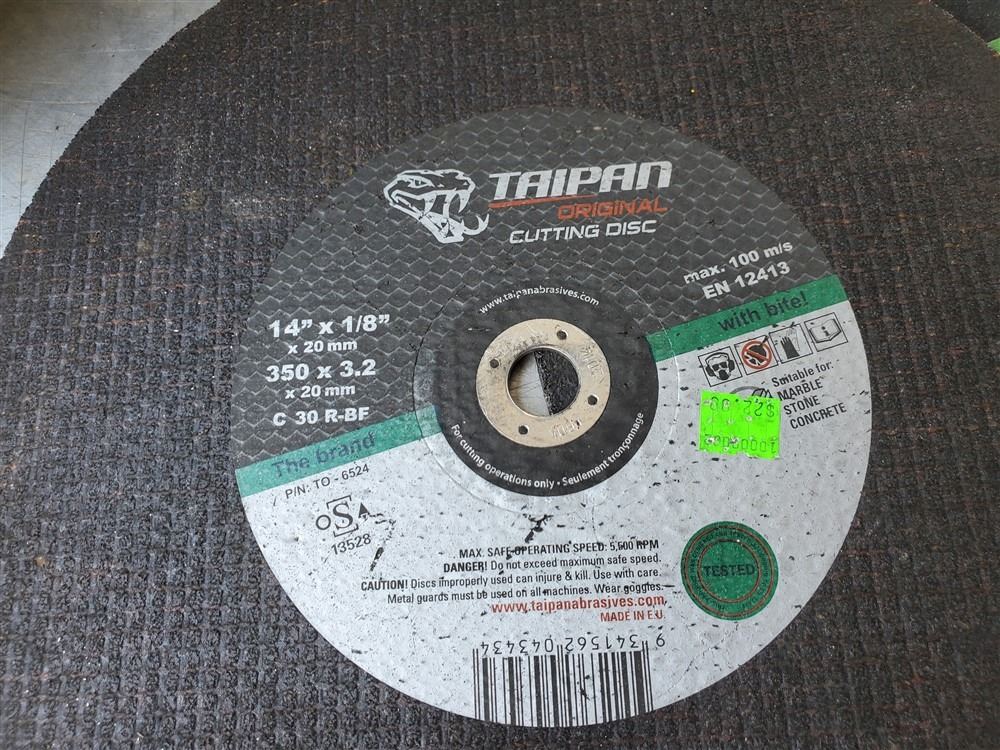 TAIPAN
ORIGINAL
CUTTING DISC
max. 100 m/s
EN 12413
with bite!
14” x 1/8”
x 20 mm
350 x 3.2
x 20 mm
C 30 R-BF
The brand
P/N: TO - 6524
OSA
13528
www.taipanabrasives.com
For cutting operations only • Seulement tronçonnage
Suitable for:
MARBLE
STONE
CONCRETE
$22.00
MAX. SAFE OPERATING SPEED: 5,500 RPM
DANGER! Do not exceed maximum safe speed.
CAUTION! Discs improperly used can injure & kill. Use with care.
Metal guards must be used on all machines. Wear goggles.
www.taipanabrasives.com
MADE IN E.U.
TESTED
9 341562 043434